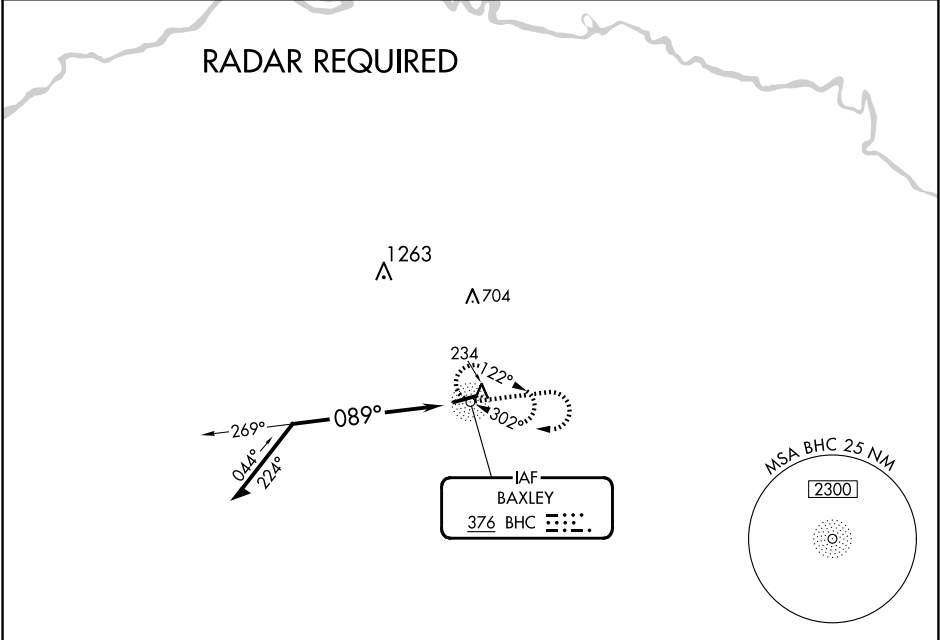 RADAR REQUIRED
1263
704
234
122°
302°
089°
269°
044°
224°
IAF
BAXLEY
376 BHC
MSA BHC 25 NM
2300